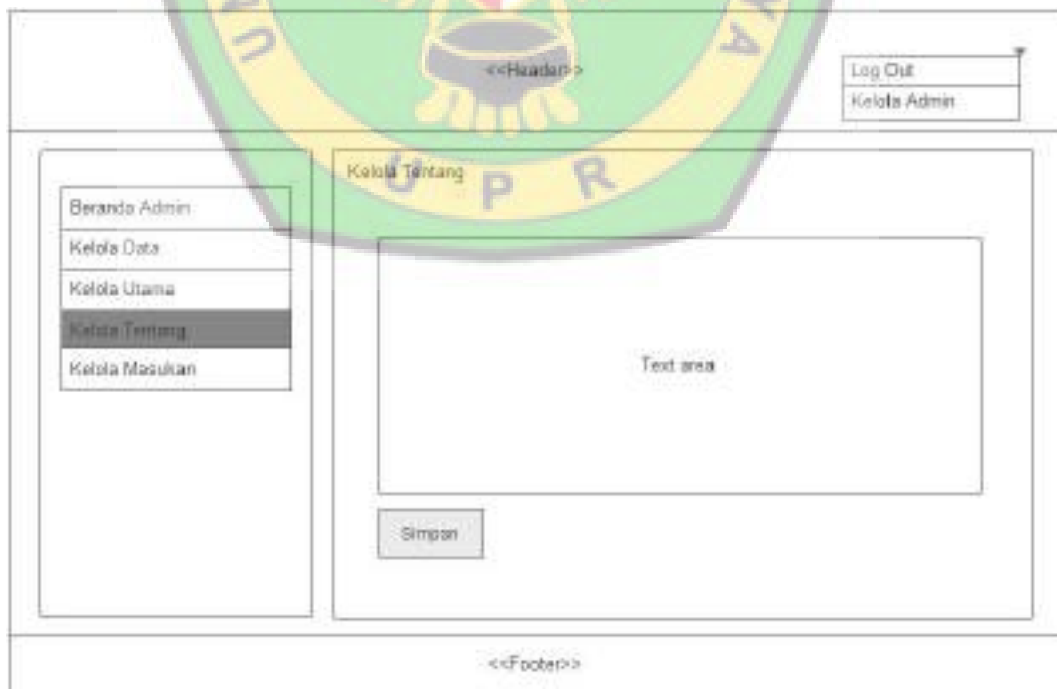 <<Header>>
Log Out
Kelola Admin
Beranda Admin
Kelola Data
Kelola Utama
Kelola Tentang
Kelola Masukan
Kelola Tentang
Text area
Simpan
<<Footer>>
U P R
YA